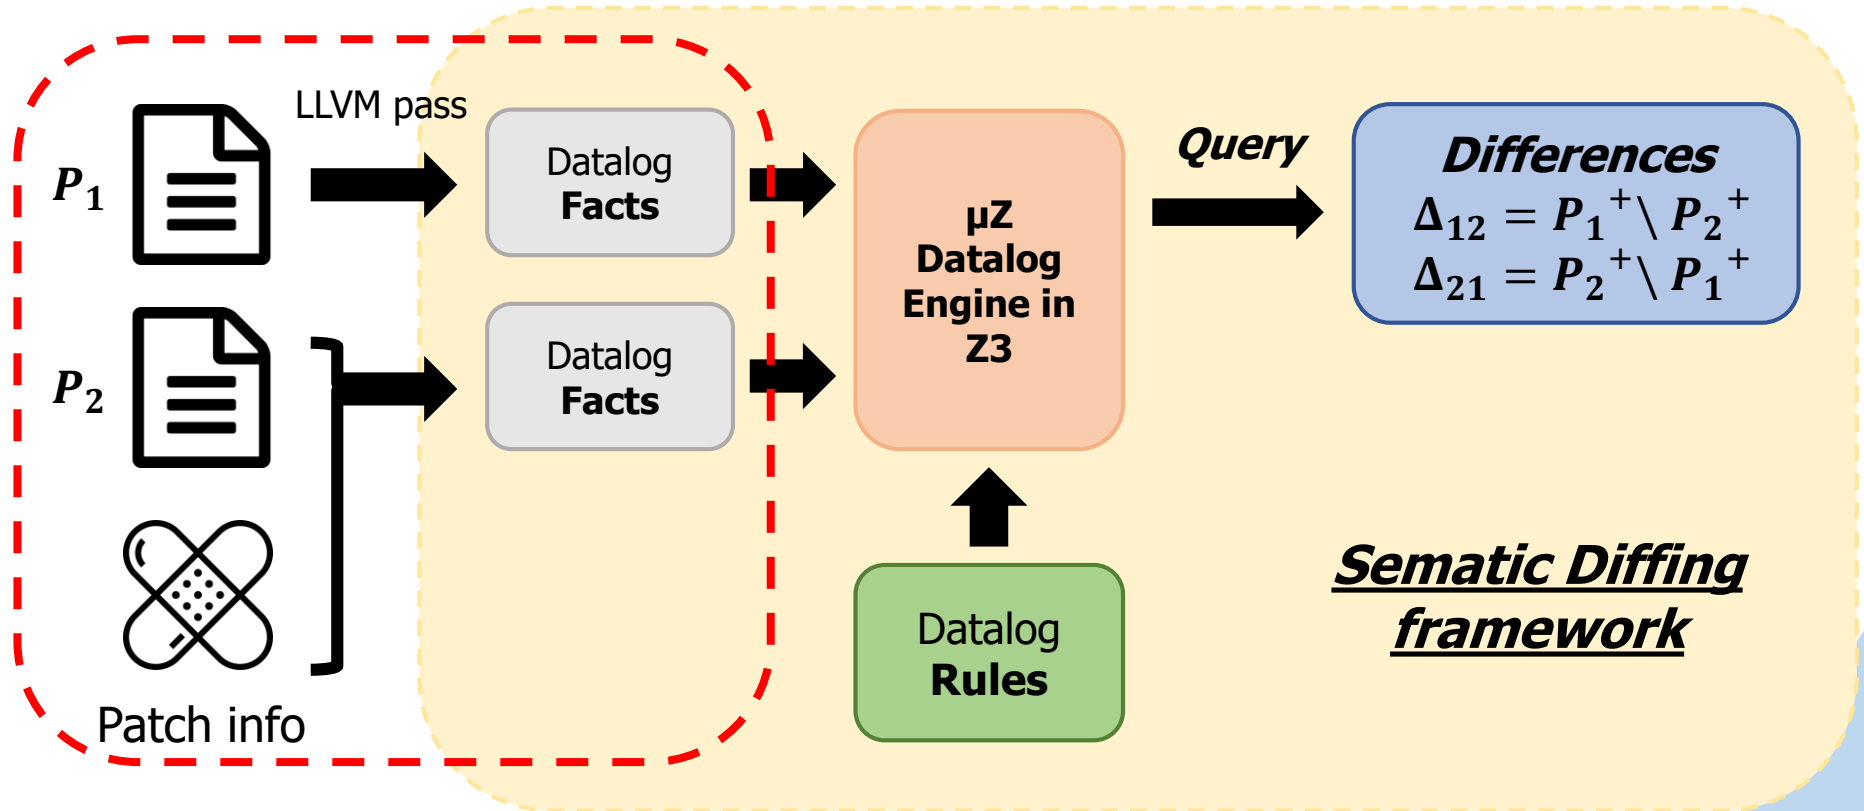 LLVM pass
P₁
Datalog
Facts
µZ
Datalog
Engine in
Z3
Query
Differences
Δ₁₂ = P₁⁺ \ P₂⁺
Δ₂₁ = P₂⁺ \ P₁⁺
P₂
Datalog
Facts
Patch info
Datalog
Rules
Sematic Diffing
framework